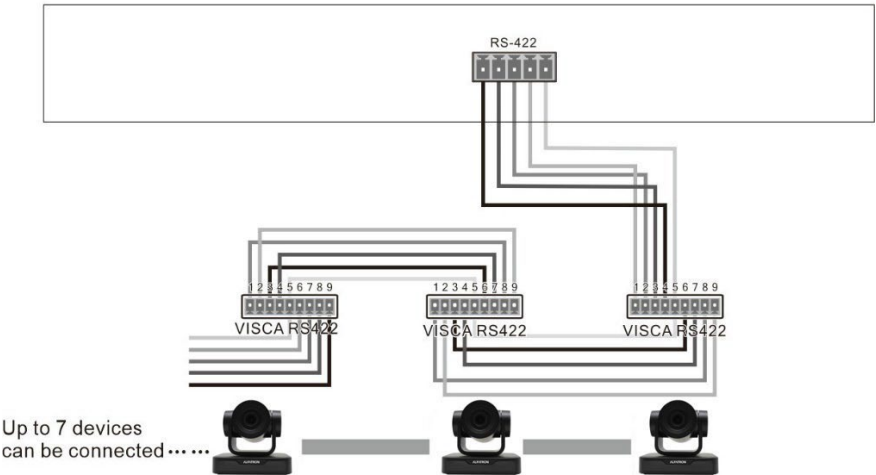 RS-422
1 2 3 4 5 6 7 8 9
1 2 3 4 5 6 7 8 9
1 2 3 4 5 6 7 8 9
VISCA RS422
VISCA RS422
VISCA RS422
Up to 7 devices
can be connected ... ...